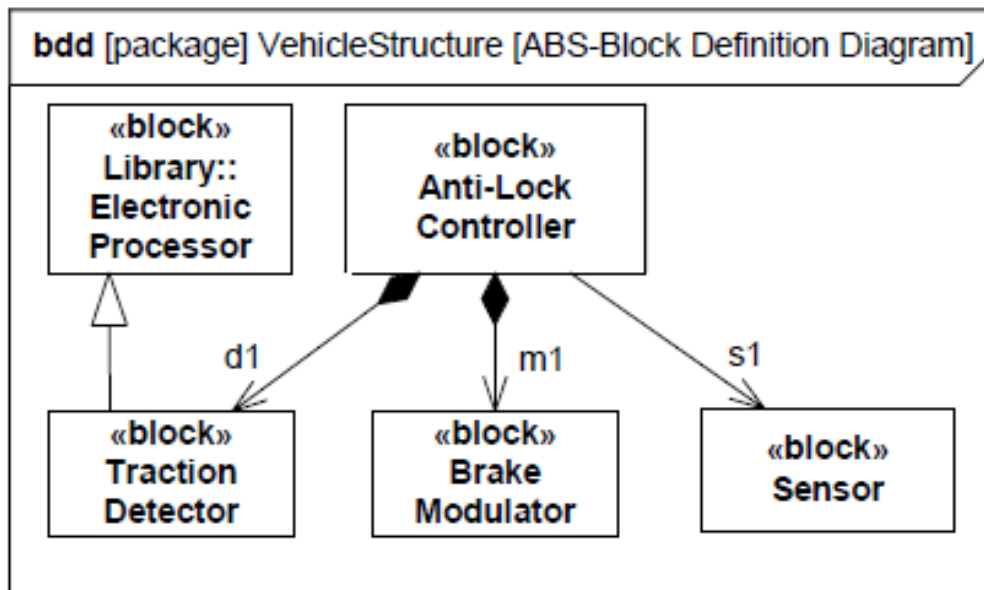 bdd [package] VehicleStructure [ABS-Block Definition Diagram]
«block»
Library::
Electronic
Processor
«block»
Anti-Lock
Controller
d1
m1
s1
«block»
Traction
Detector
«block»
Brake
Modulator
«block»
Sensor